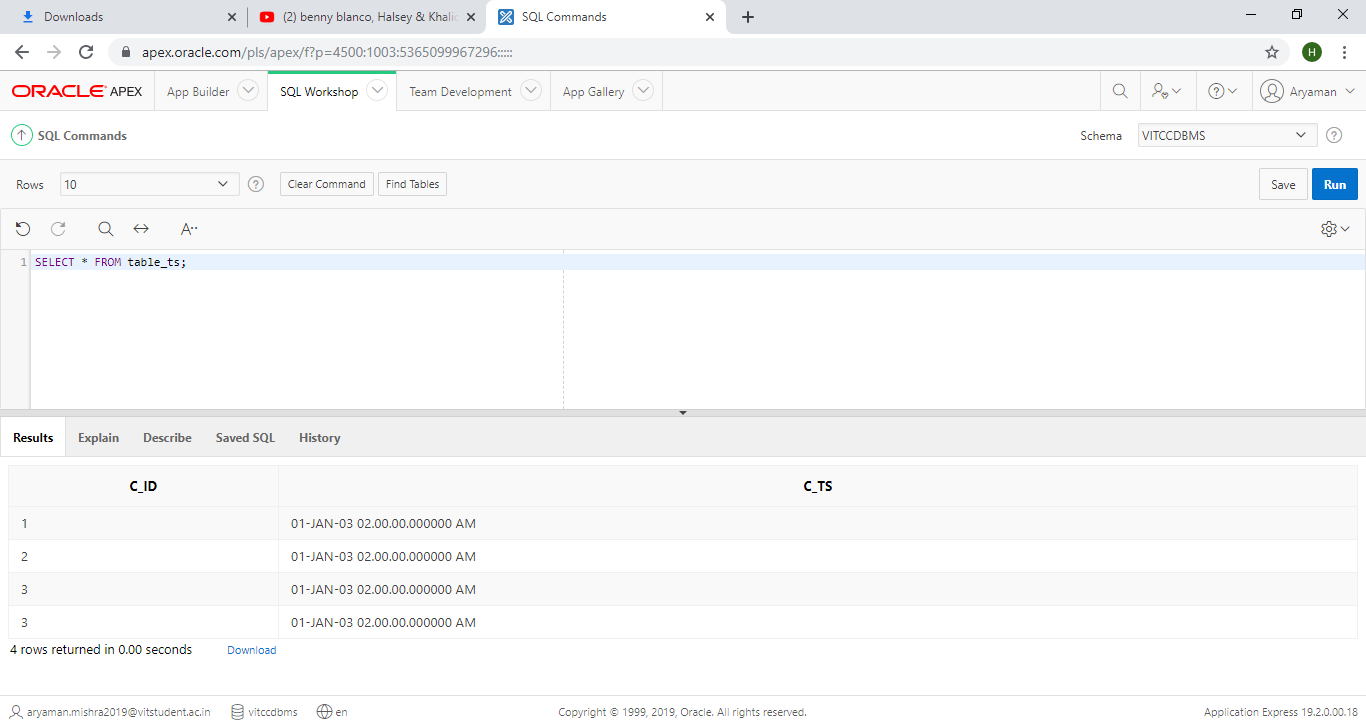 Downloads (2) benny blanco, Halsey & Khalid SQL Commands
apex.oracle.com/pls/apex/f?p=4500:1003:5365099967296:::::
H
ORACLE APEX App Builder SQL Workshop Team Development App Gallery Aryaman
SQL Commands Schema VITCCDBMS
Rows 10 Clear Command Find Tables Save Run
A··
1 SELECT * FROM table_ts;
Results Explain Describe Saved SQL History
C_ID C_TS
1 01-JAN-03 02.00.00.000000 AM
2 01-JAN-03 02.00.00.000000 AM
3 01-JAN-03 02.00.00.000000 AM
3 01-JAN-03 02.00.00.000000 AM
4 rows returned in 0.00 seconds Download
aryaman.mishra2019@vitstudent.ac.in vitccdbms en Copyright © 1999, 2019, Oracle. All rights reserved. Application Express 19.2.0.00.18